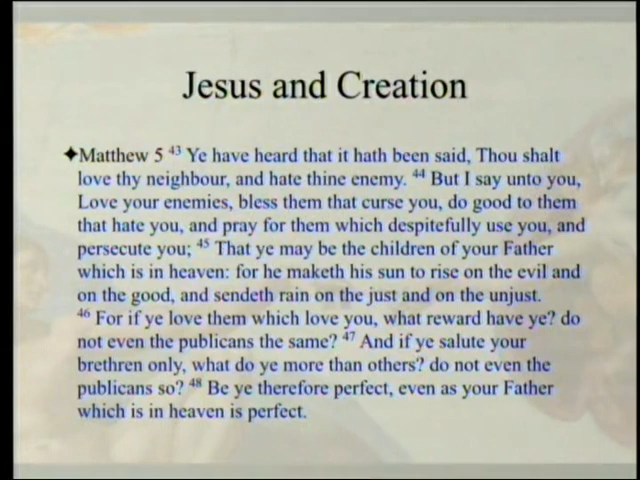 Jesus and Creation
✦Matthew 5 43 Ye have heard that it hath been said, Thou shalt
love thy neighbour, and hate thine enemy. 44 But I say unto you,
Love your enemies, bless them that curse you, do good to them
that hate you, and pray for them which despitefully use you, and
persecute you; 45 That ye may be the children of your Father
which is in heaven: for he maketh his sun to rise on the evil and
on the good, and sendeth rain on the just and on the unjust.
46 For if ye love them which love you, what reward have ye? do
not even the publicans the same? 47 And if ye salute your
brethren only, what do ye more than others? do not even the
publicans so? 48 Be ye therefore perfect, even as your Father
which is in heaven is perfect.